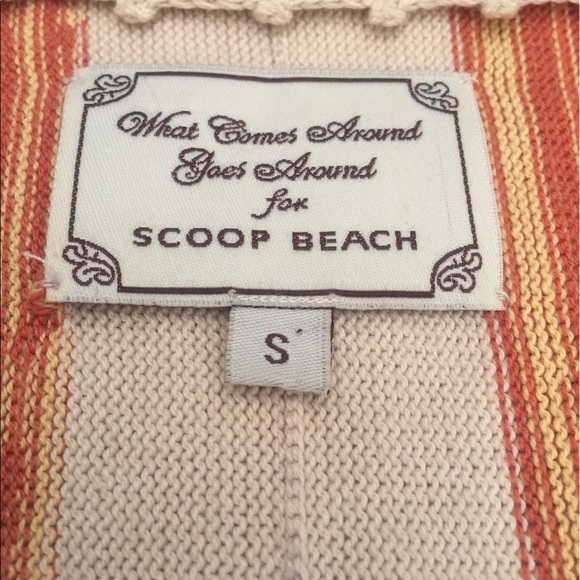 What Comes Around
Goes Around
for
SCOOP BEACH
S